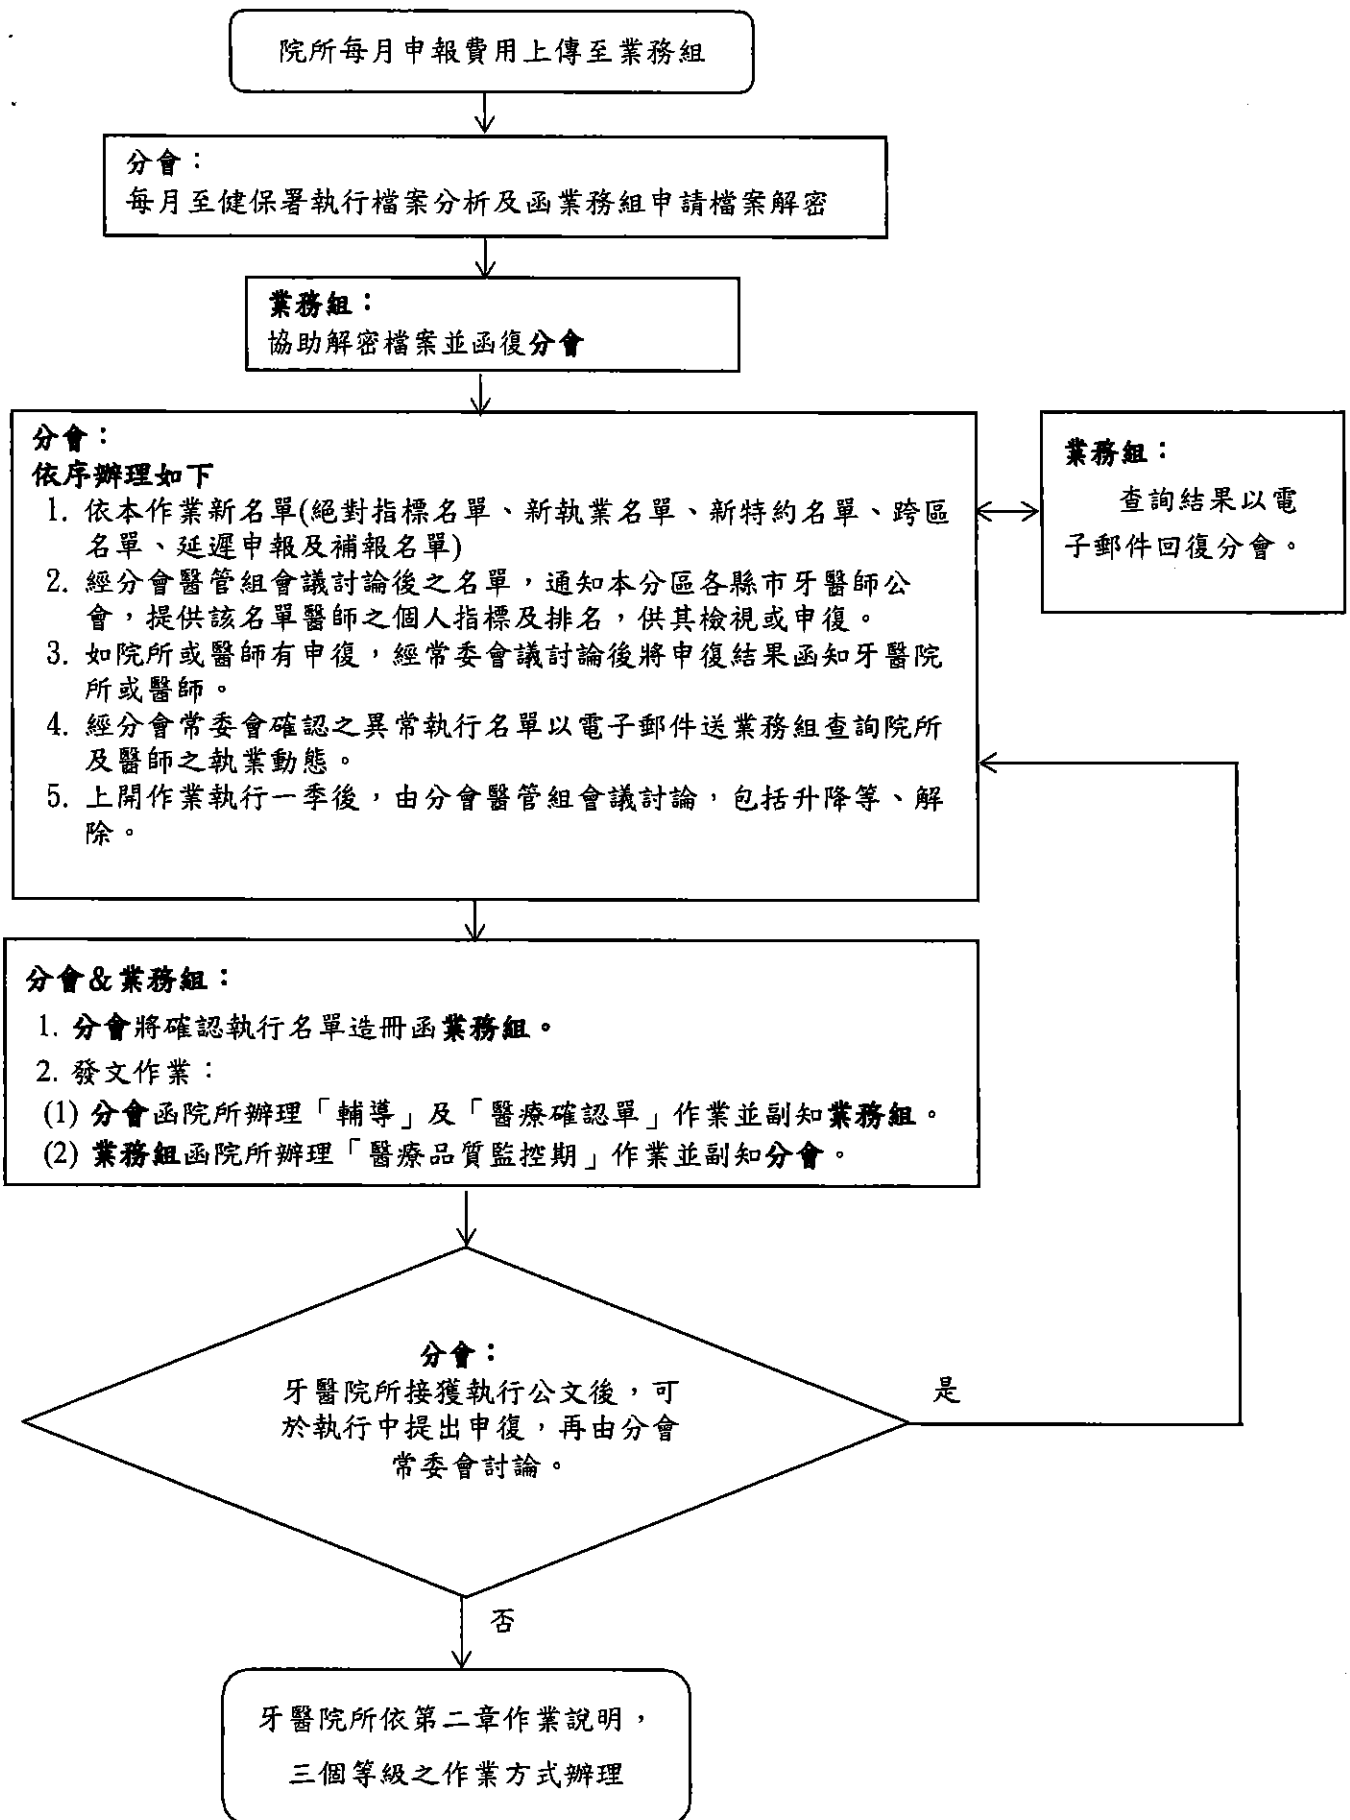 院所每月申報費用上傳至業務組
分會：
每月至健保署執行檔案分析及函業務組申請檔案解密
業務組：
協助解密檔案並函復分會
分會：
依序辦理如下
1. 依本作業新名單(絕對指標名單、新執業名單、新特約名單、跨區
名單、延遲申報及補報名單)
2. 經分會醫管組會議討論後之名單，通知本分區各縣市牙醫師公
會，提供該名單醫師之個人指標及排名，供其檢視或申復。
3. 如院所或醫師有申復，經常委會議討論後將申復結果函知牙醫院
所或醫師。
4. 經分會常委會確認之異常執行名單以電子郵件送業務組查詢院所
及醫師之執業動態。
5. 上開作業執行一季後，由分會醫管組會議討論，包括升降等、解
除。
業務組：
查詢結果以電
子郵件回復分會。
分會&業務組：
1. 分會將確認執行名單造冊函業務組。
2. 發文作業：
(1) 分會函院所辦理「輔導」及「醫療確認單」作業並副知業務組。
(2) 業務組函院所辦理「醫療品質監控期」作業並副知分會。
分會：
牙醫院所接獲執行公文後，可
於執行中提出申復，再由分會
常委會討論。
是
否
牙醫院所依第二章作業說明，
三個等級之作業方式辦理